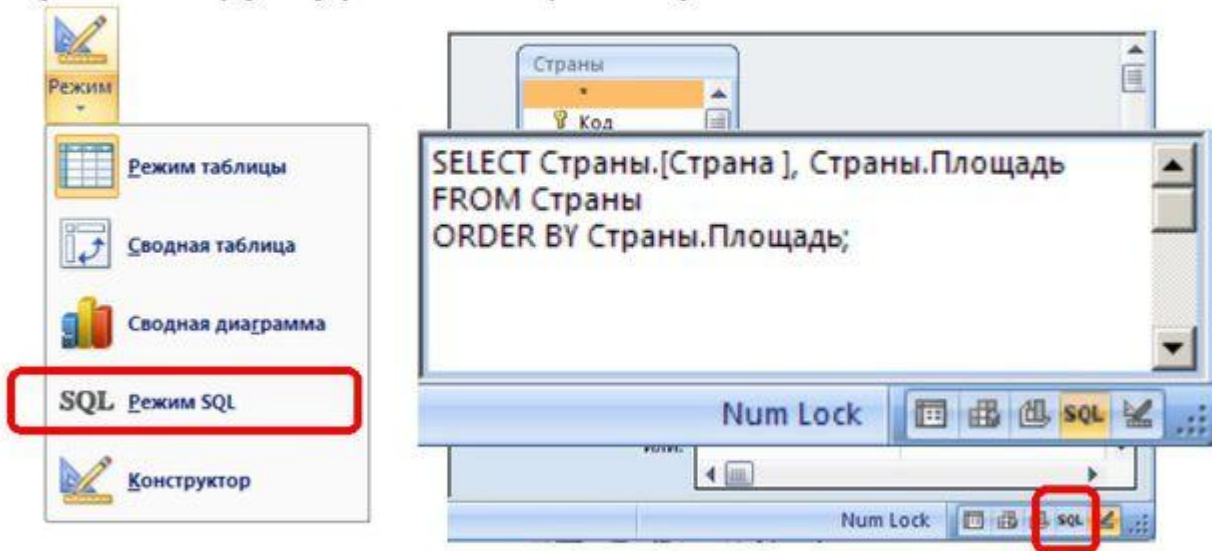 Режим
Режим таблицы
Сводная таблица
Сводная диаграмма
SQL Режим SQL
Конструктор
Страны
*
Код
SELECT Страны.[Страна ], Страны.Площадь
FROM Страны
ORDER BY Страны.Площадь;
Num Lock SQL
Num Lock SQL